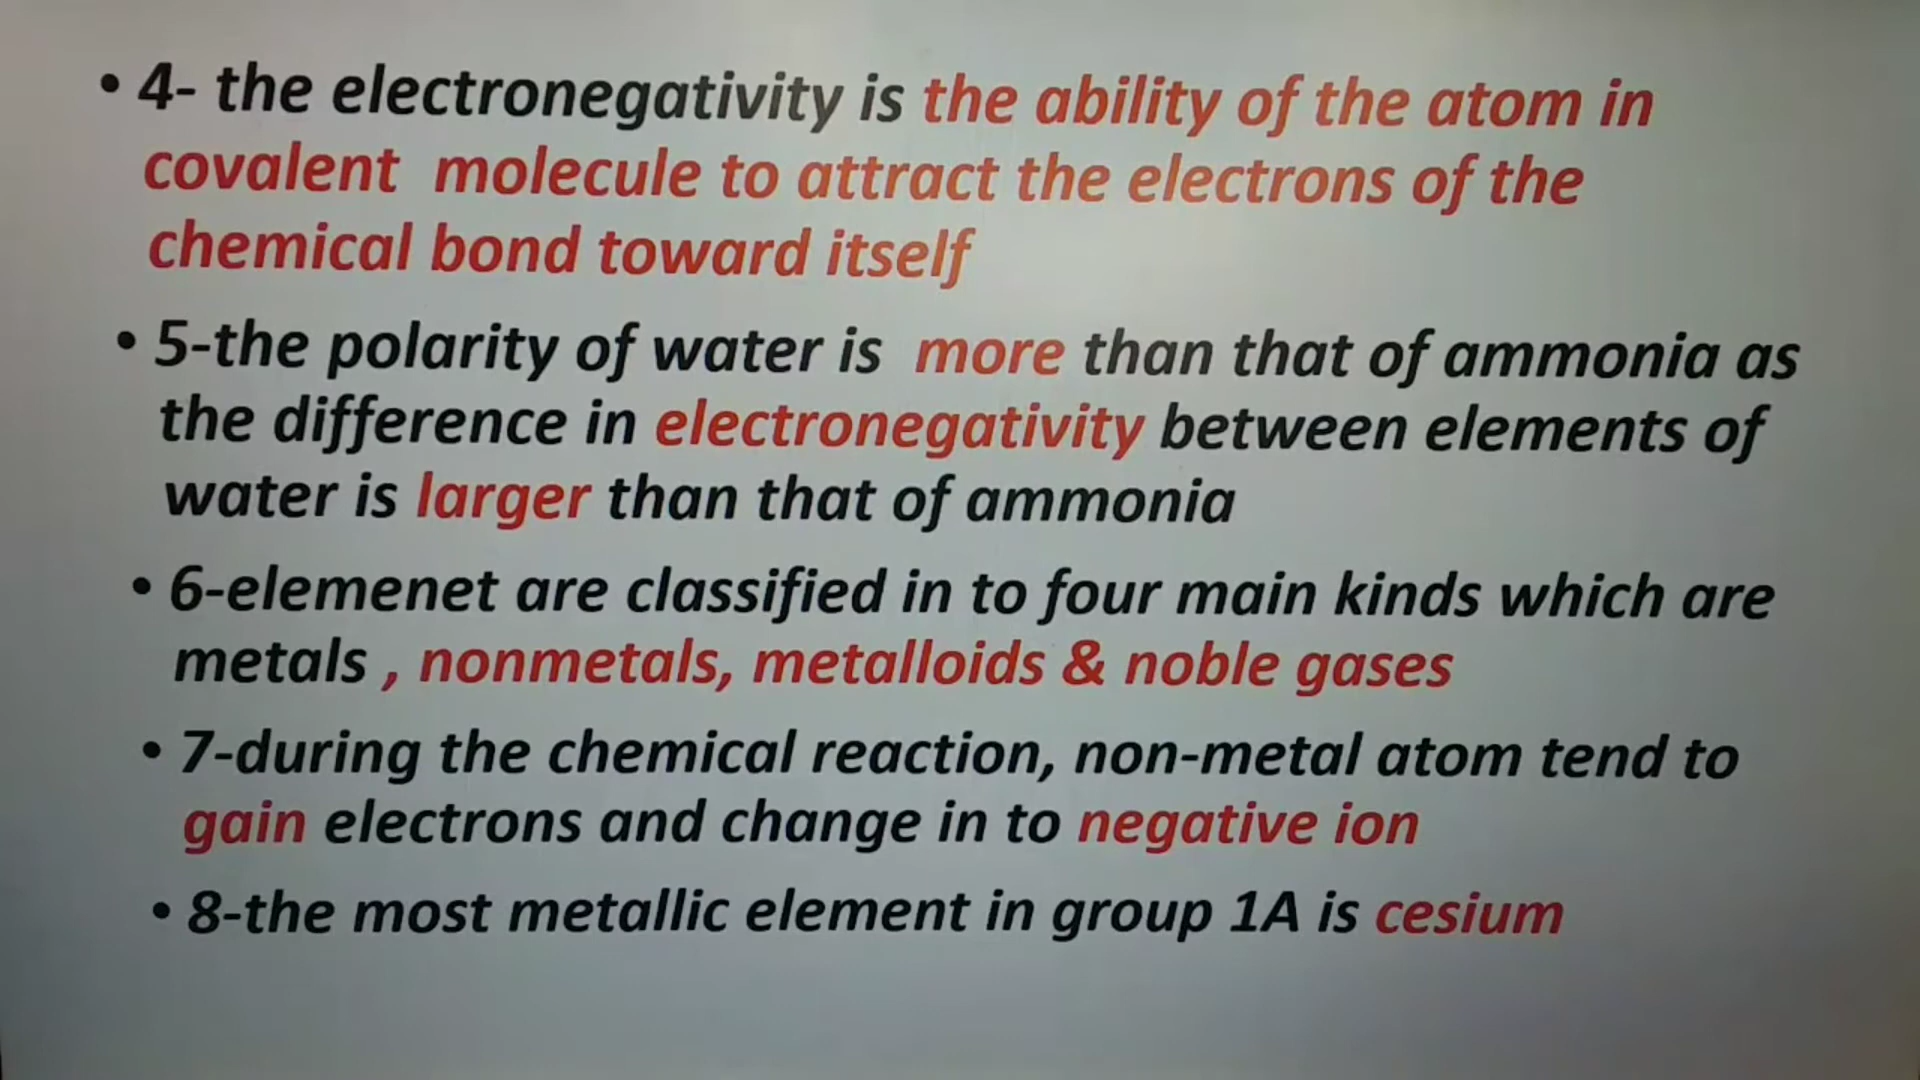 • 4- the electronegativity is the ability of the atom in
covalent molecule to attract the electrons of the
chemical bond toward itself
• 5-the polarity of water is more than that of ammonia as
the difference in electronegativity between elements of
water is larger than that of ammonia
• 6-elemenet are classified in to four main kinds which are
metals , nonmetals, metalloids & noble gases
• 7-during the chemical reaction, non-metal atom tend to
gain electrons and change in to negative ion
• 8-the most metallic element in group 1A is cesium